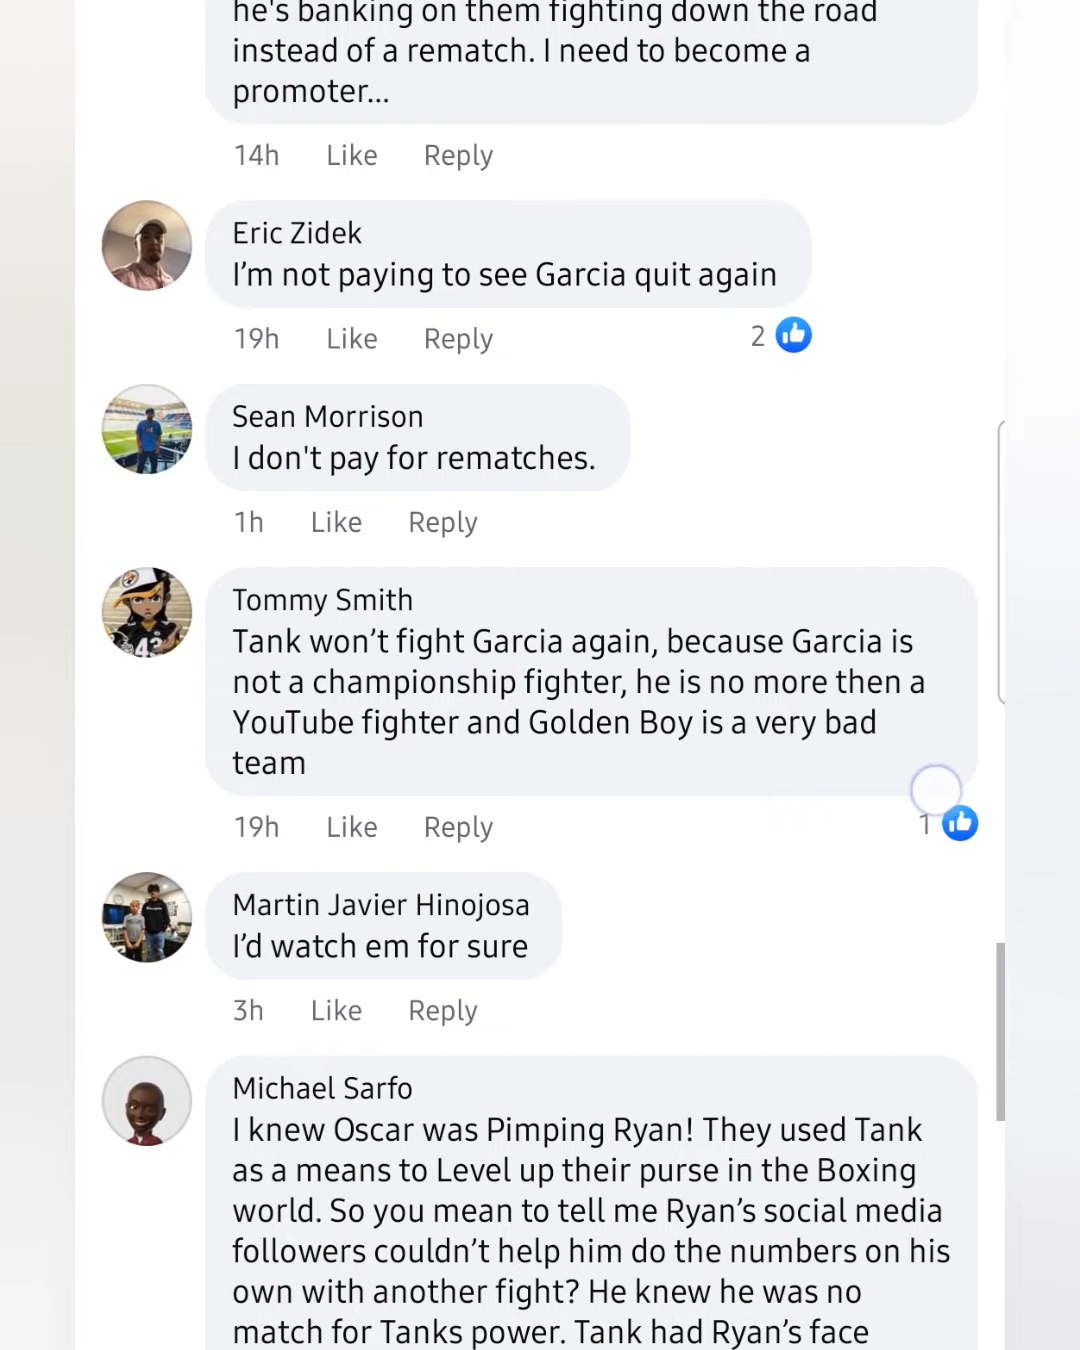 he's banking on them fighting down the road
instead of a rematch. I need to become a
promoter...
14h Like Reply
Eric Zidek
I'm not paying to see Garcia quit again
19h Like Reply 2
Sean Morrison
I don't pay for rematches.
1h Like Reply
Tommy Smith
Tank won't fight Garcia again, because Garcia is
not a championship fighter, he is no more then a
YouTube fighter and Golden Boy is a very bad
team
19h Like Reply 1
Martin Javier Hinojosa
I'd watch em for sure
3h Like Reply
Michael Sarfo
I knew Oscar was Pimping Ryan! They used Tank
as a means to Level up their purse in the Boxing
world. So you mean to tell me Ryan's social media
followers couldn't help him do the numbers on his
own with another fight? He knew he was no
match for Tanks power. Tank had Ryan's face